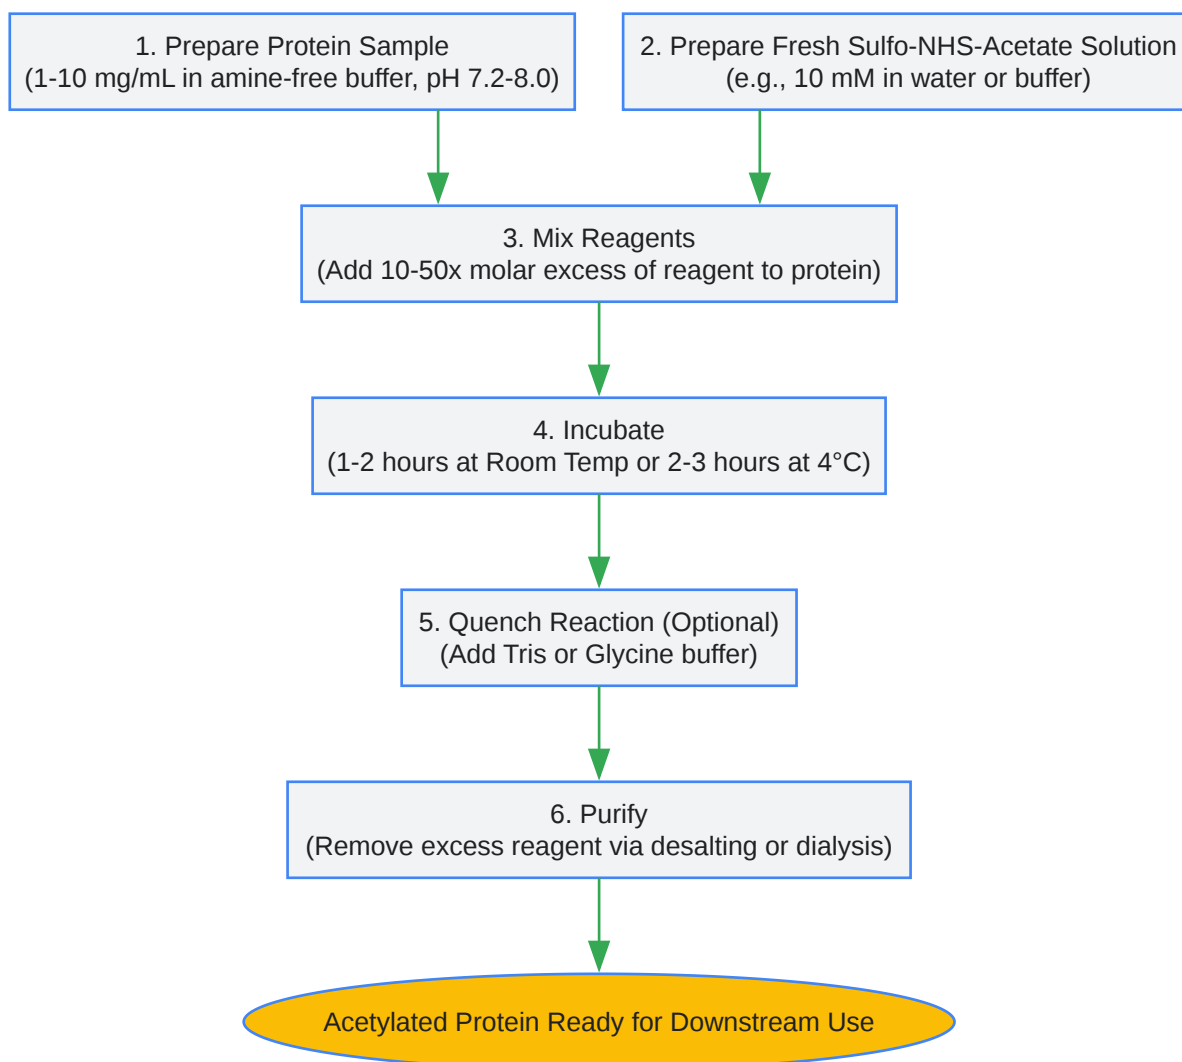 1. Prepare Protein Sample
(1-10 mg/mL in amine-free buffer, pH 7.2-8.0)
2. Prepare Fresh Sulfo-NHS-Acetate Solution
(e.g., 10 mM in water or buffer)
3. Mix Reagents
(Add 10-50x molar excess of reagent to protein)
4. Incubate
(1-2 hours at Room Temp or 2-3 hours at 4°C)
5. Quench Reaction (Optional)
(Add Tris or Glycine buffer)
6. Purify
(Remove excess reagent via desalting or dialysis)
Acetylated Protein Ready for Downstream Use